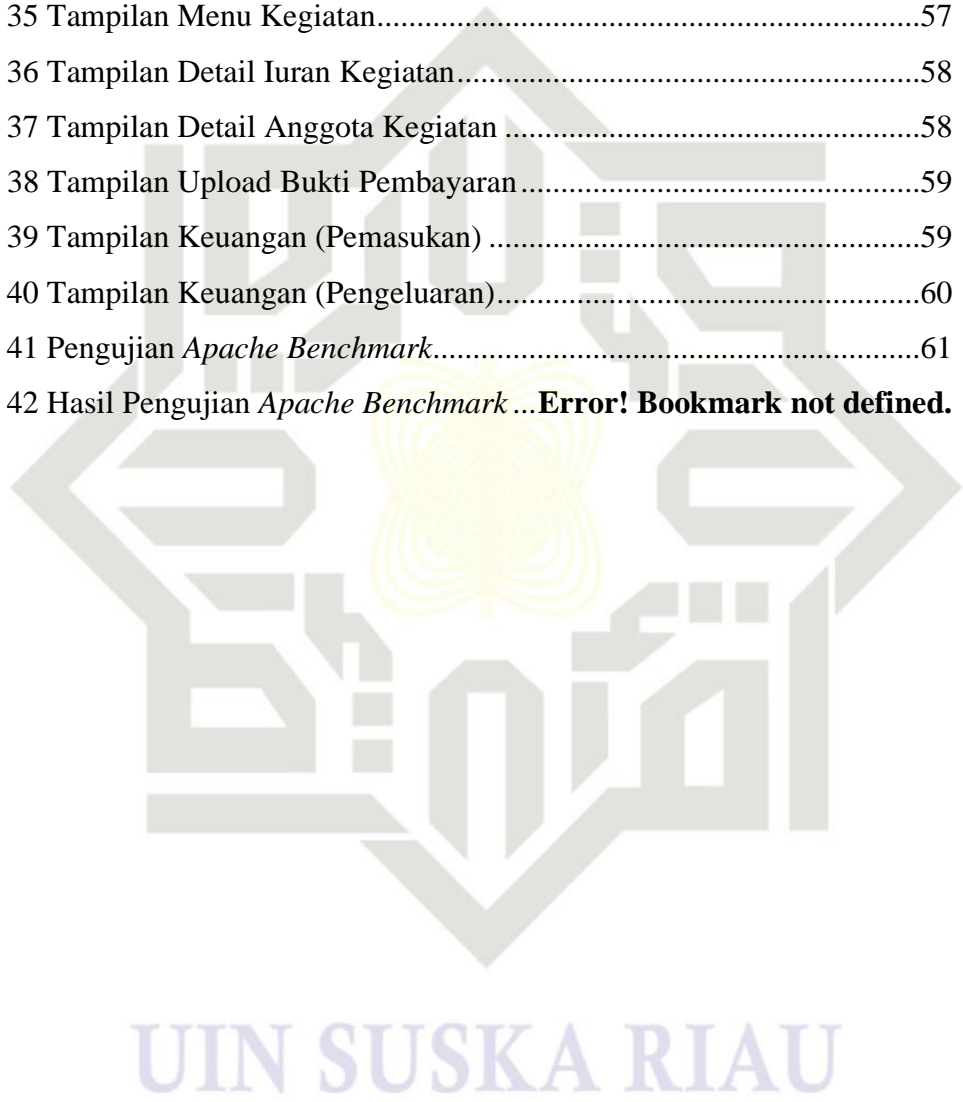 35 Tampilan Menu Kegiatan....................................................................57
36 Tampilan Detail Iuran Kegiatan.........................................................58
37 Tampilan Detail Anggota Kegiatan ...................................................58
38 Tampilan Upload Bukti Pembayaran.................................................59
39 Tampilan Keuangan (Pemasukan) .....................................................59
40 Tampilan Keuangan (Pengeluaran)....................................................60
41 Pengujian Apache Benchmark............................................................61
42 Hasil Pengujian Apache Benchmark ...Error! Bookmark not defined.
UIN SUSKA RIAU